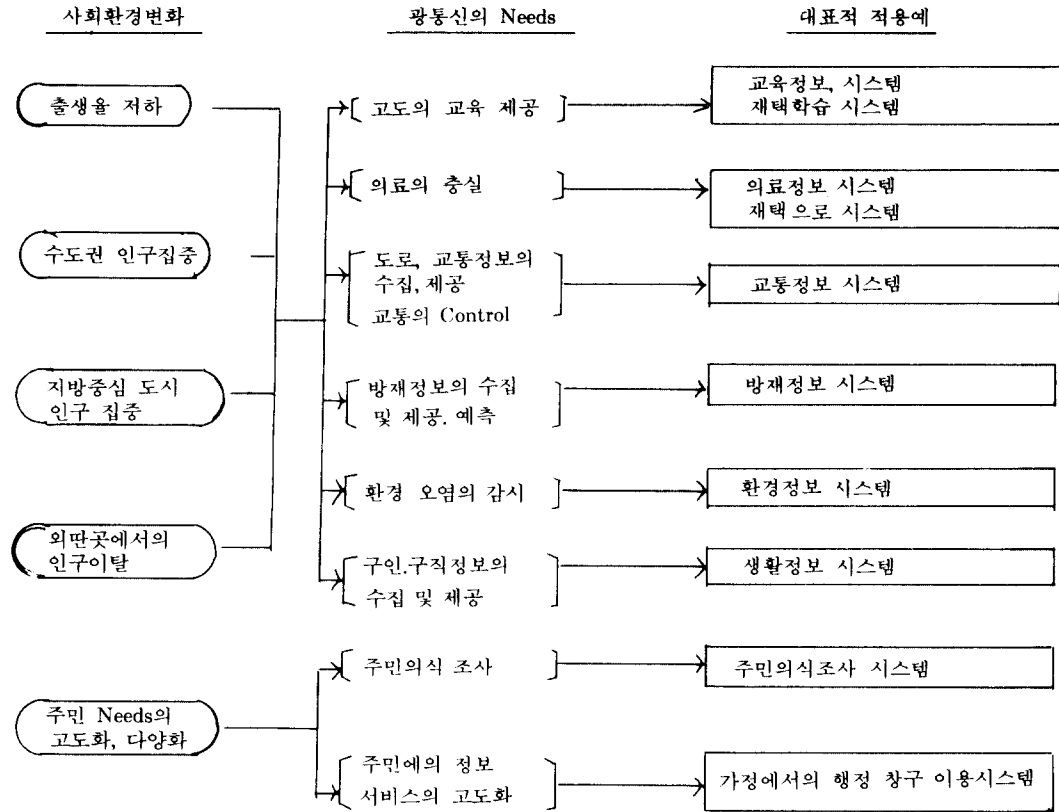 사회환경변화
광통신의 Needs
대표적 적용예
출생율 저하
고도의 교육 제공
교육정보, 시스템
재택학습 시스템
의료의 충실
의료정보 시스템
재택으로 시스템
수도권 인구집중
도로, 교통정보의
수집, 제공
교통의 Control
교통정보 시스템
지방중심 도시
인구 집중
방재정보의 수집
및 제공. 예측
방재정보 시스템
환경 오염의 감시
환경정보 시스템
외딴곳에서의
인구이탈
구인.구직정보의
수집 및 제공
생활정보 시스템
주민의식 조사
주민의식조사 시스템
주민 Needs의
고도화, 다양화
주민에의 정보
서비스의 고도화
가정에서의 행정 창구 이용시스템